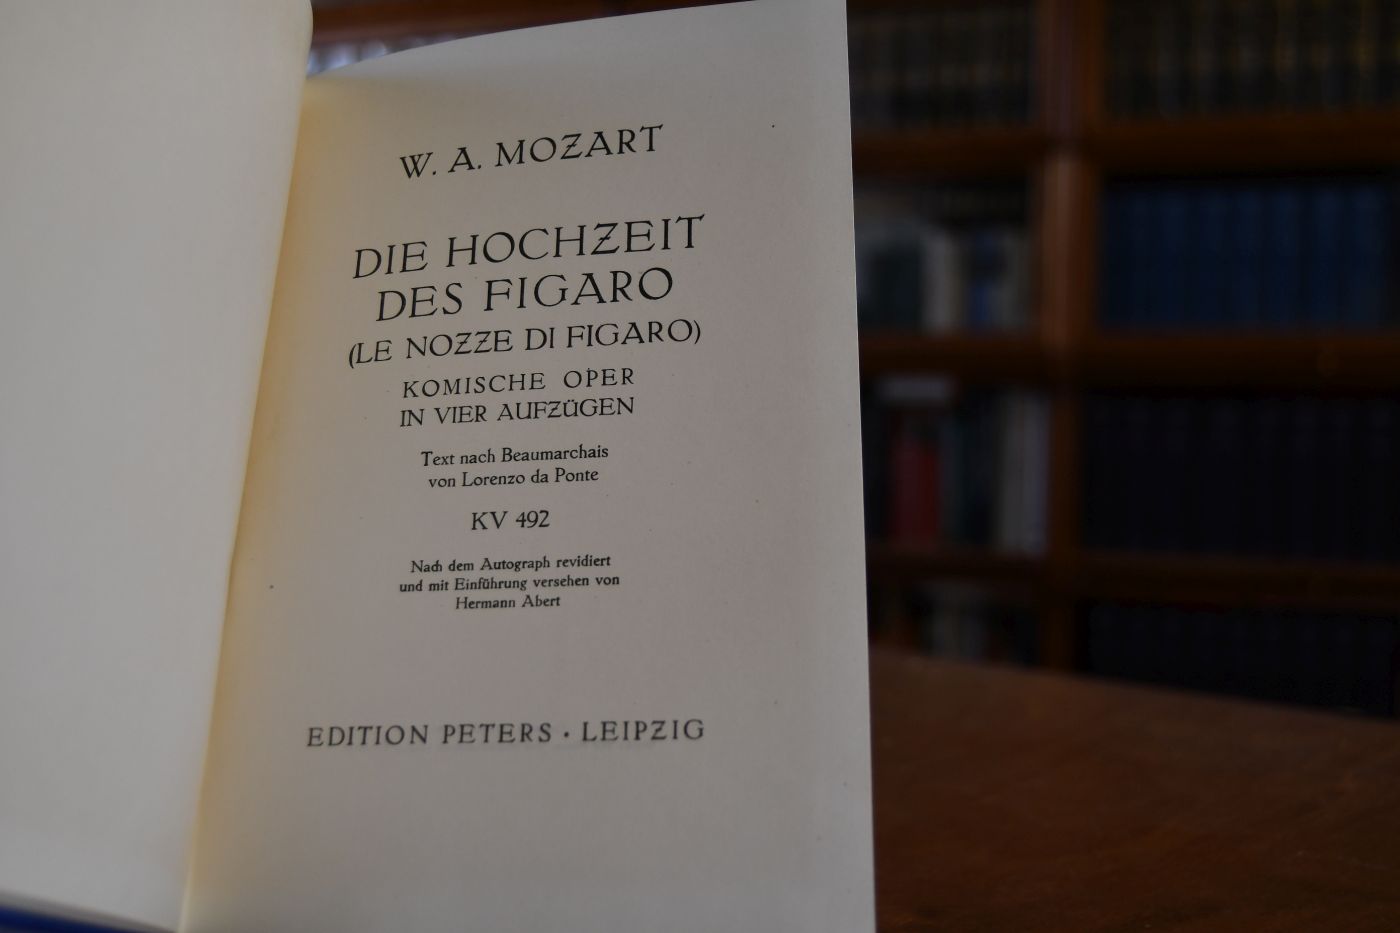 W. A. MOZART
DIE HOCHZEIT
DES FIGARO
(LE NOZZE DI FIGARO)
KOMISCHE OPER
IN VIER AUFZÜGEN
Text nach Beaumarchais
von Lorenzo da Ponte
KV 492
Nach dem Autograph revidiert
und mit Einführung versehen von
Hermann Abert
EDITION PETERS · LEIPZIG